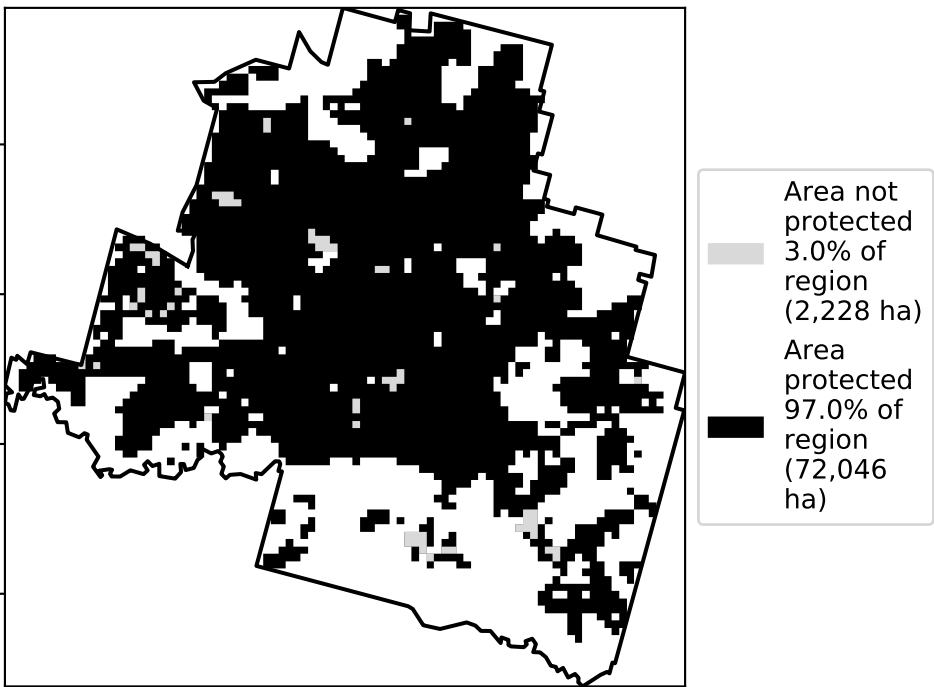 Area not
protected
3.0% of
region
(2,228 ha)
Area
protected
97.0% of
region
(72,046
ha)